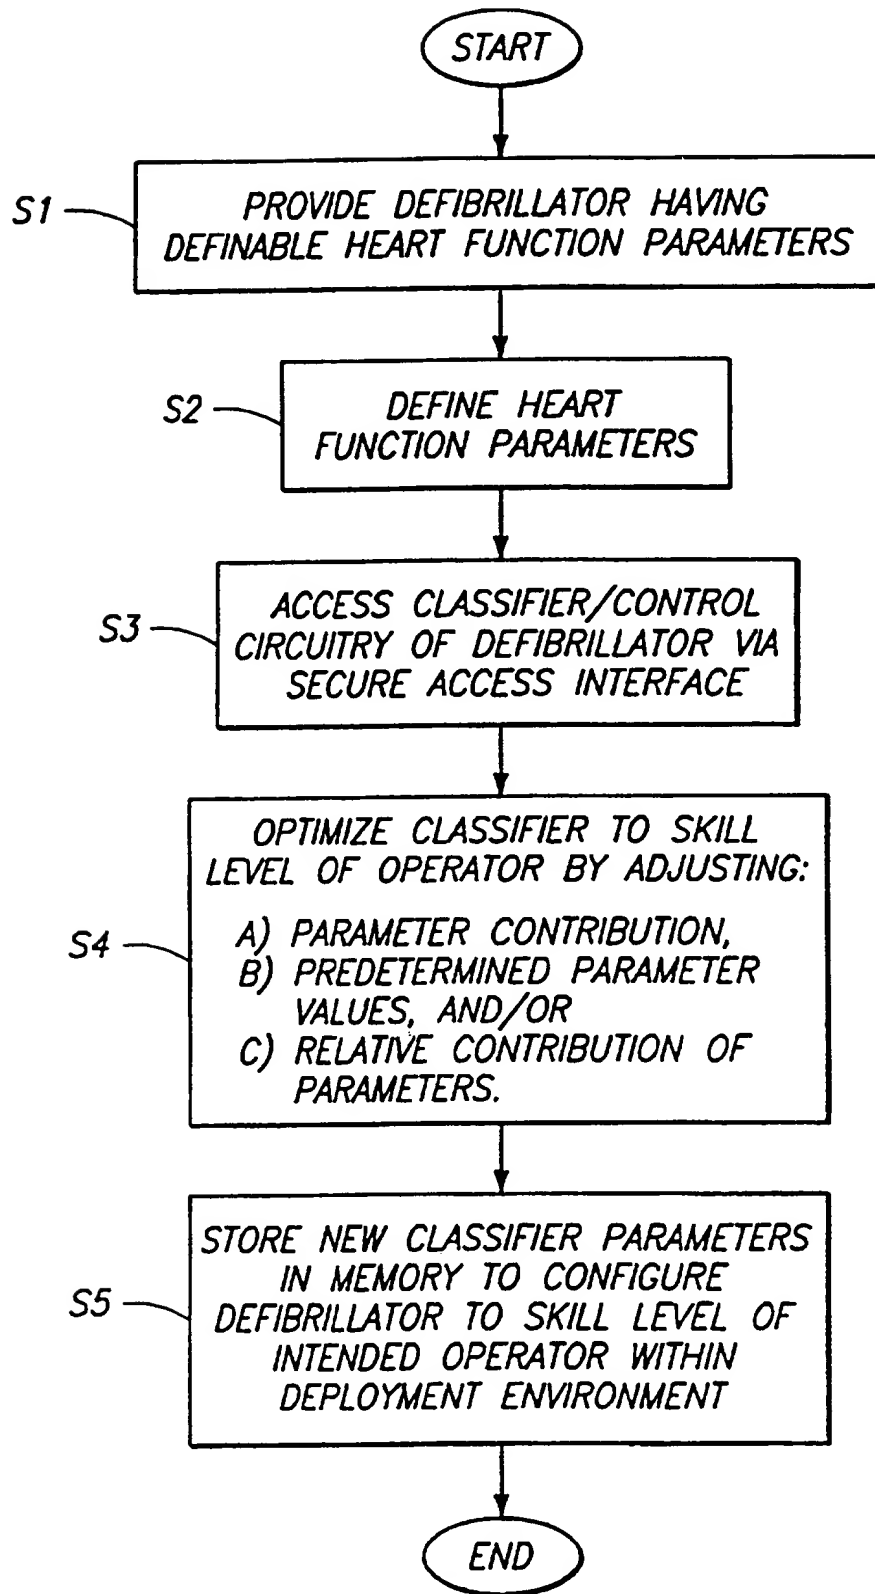 START
S1
PROVIDE DEFIBRILLATOR HAVING
DEFINABLE HEART FUNCTION PARAMETERS
S2
DEFINE HEART
FUNCTION PARAMETERS
S3
ACCESS CLASSIFIER/CONTROL
CIRCUITRY OF DEFIBRILLATOR VIA
SECURE ACCESS INTERFACE
S4
OPTIMIZE CLASSIFIER TO SKILL
LEVEL OF OPERATOR BY ADJUSTING:
A) PARAMETER CONTRIBUTION,
B) PREDETERMINED PARAMETER
VALUES, AND/OR
C) RELATIVE CONTRIBUTION OF
PARAMETERS.
S5
STORE NEW CLASSIFIER PARAMETERS
IN MEMORY TO CONFIGURE
DEFIBRILLATOR TO SKILL LEVEL OF
INTENDED OPERATOR WITHIN
DEPLOYMENT ENVIRONMENT
END